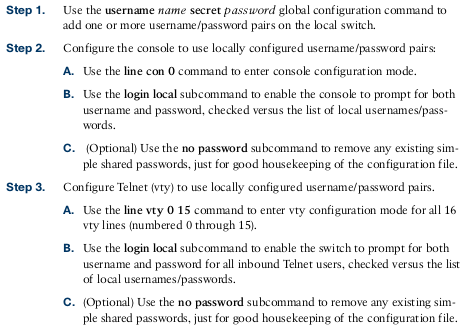 Step 1. Use the username name secret password global configuration command to
add one or more username/password pairs on the local switch.
Step 2. Configure the console to use locally configured username/password pairs:
A. Use the line con 0 command to enter console configuration mode.
B. Use the login local subcommand to enable the console to prompt for both
username and password, checked versus the list of local usernames/pass-
words.
C. (Optional) Use the no password subcommand to remove any existing sim-
ple shared passwords, just for good housekeeping of the configuration file.
Step 3. Configure Telnet (vty) to use locally configured username/password pairs.
A. Use the line vty 0 15 command to enter vty configuration mode for all 16
vty lines (numbered 0 through 15).
B. Use the login local subcommand to enable the switch to prompt for both
username and password for all inbound Telnet users, checked versus the list
of local usernames/passwords.
C. (Optional) Use the no password subcommand to remove any existing sim-
ple shared passwords, just for good housekeeping of the configuration file.